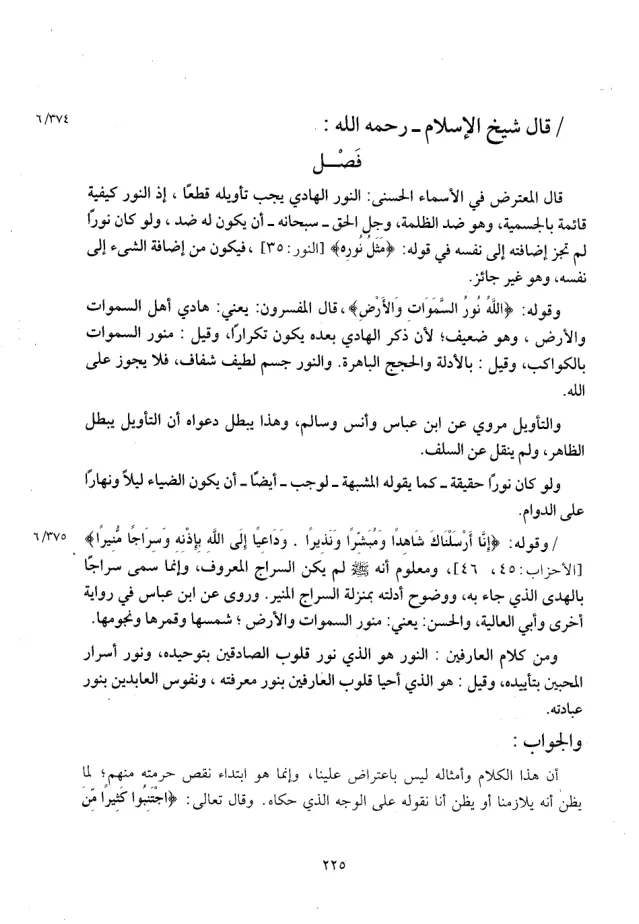 / قال شيخ الإسلام ـ رحمه الله :
٦/٣٧٤
فَصْــل
قال المعترض في الأسماء الحسنى: النور الهادي يجب تأويله قطعًا ، إذ النور كيفية
قائمة بالجسمية، وهو ضد الظلمة، وجل الحق ـ سبحانه ـ أن يكون له ضد ، ولو كان نورًا
لم تجز إضافته إلى نفسه في قوله: ﴿مَثَلُ نُورِهِ﴾ [النور: ٣٥] ، فيكون من إضافة الشىء إلى
نفسه، وهو غير جائز.
وقوله: ﴿اللَّهُ نُورُ السَّمَوَاتِ وَالأَرْضِ﴾، قال المفسرون: يعني: هادي أهل السموات
والأرض ، وهو ضعيف؛ لأن ذكر الهادي بعده يكون تكرارًا، وقيل : منور السموات
بالكواكب، وقيل : بالأدلة والحجج الباهرة. والنور جسم لطيف شفاف، فلا يجوز على
الله.
والتأويل مروي عن ابن عباس وأنس وسالم، وهذا يبطل دعواه أن التأويل يبطل
الظاهر، ولم ينقل عن السلف.
ولو كان نورًا حقيقة ـ كما يقوله المشبهة ـ لوجب ـ أيضًا ـ أن يكون الضياء ليلاً ونهارًا
على الدوام.
/ وقوله: ﴿إِنَّا أَرْسَلْنَاكَ شَاهِدًا وَمُبَشِّرًا وَنَذِيرًا . وَدَاعِيًا إِلَى اللَّهِ بِإِذْنِهِ وَسِرَاجًا مُّنِيرًا﴾
٦/٣٧٥
[الأحزاب: ٤٥، ٤٦]، ومعلوم أنه ﷺ لم يكن السراج المعروف، وإنما سمى سراجًا
بالهدى الذي جاء به، ووضوح أدلته بمنزلة السراج المنير. وروى عن ابن عباس في رواية
أخرى وأبي العالية، والحسن: يعني: منور السموات والأرض ؛ شمسها وقمرها ونجومها.
ومن كلام العارفين : النور هو الذي نور قلوب الصادقين بتوحيده، ونور أسرار
المحبين بتأييده، وقيل : هو الذي أحيا قلوب العارفين بنور معرفته ، ونفوس العابدين بنور
عبادته.
والجواب :
أن هذا الكلام وأمثاله ليس باعتراض علينا، وإنما هو ابتداء نقص حرمته منهم؛ لما
يظن أنه يلازمنا أو يظن أنا نقوله على الوجه الذي حكاه. وقال تعالى: ﴿اجْتَنِبُوا كَثِيرًا مِّنَ
٢٢٥